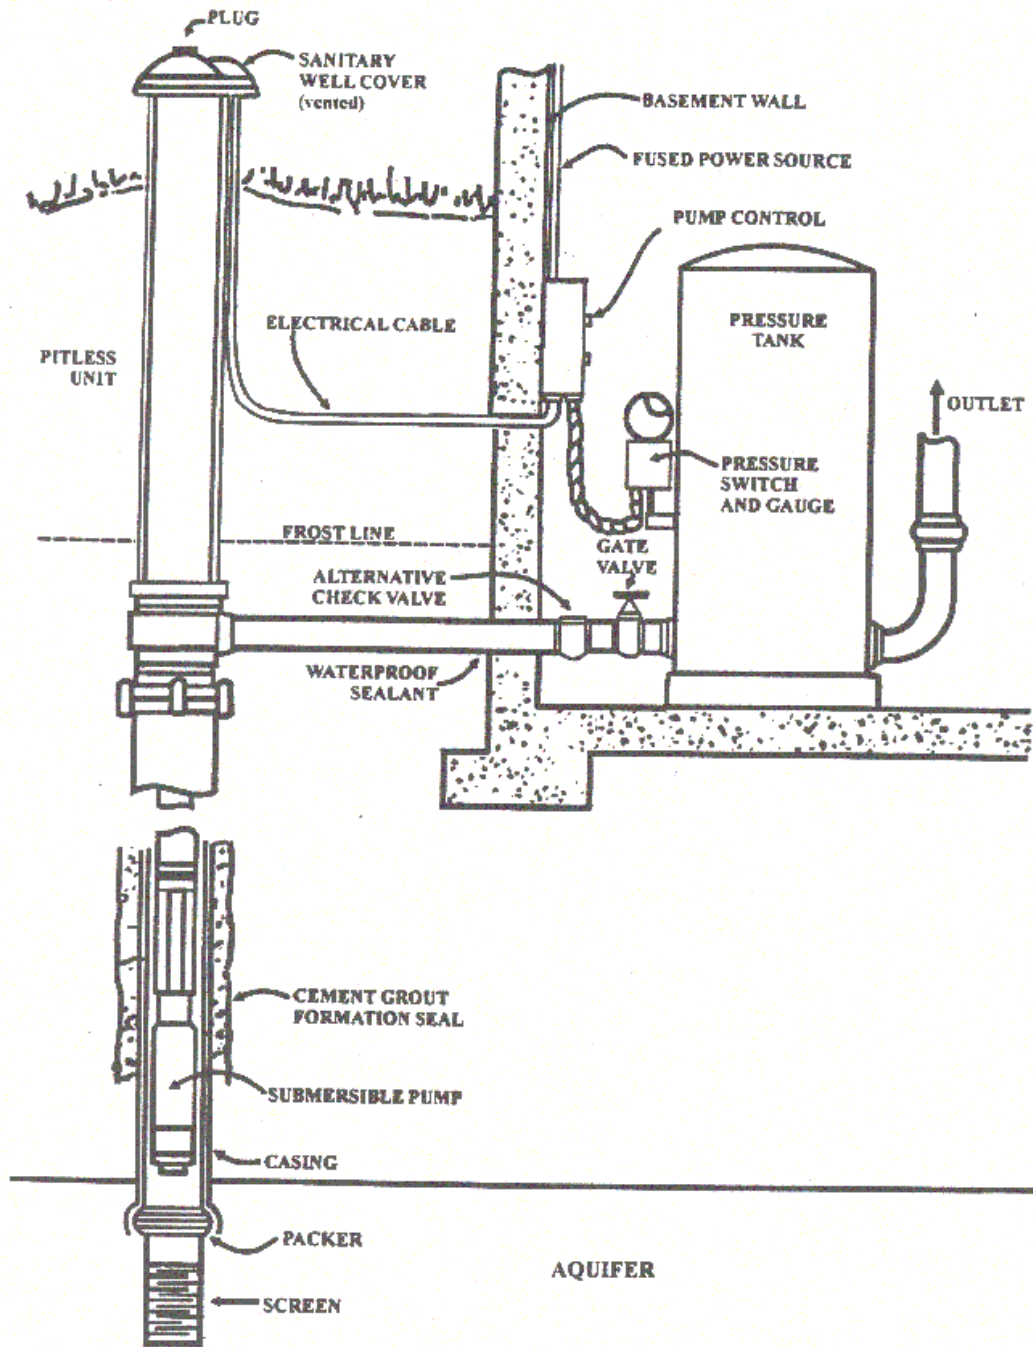 PLUG
SANITARY
WELL COVER
(vented)
BASEMENT WALL
FUSED POWER SOURCE
PUMP CONTROL
ELECTRICAL CABLE
PRESSURE
TANK
PITLESS
UNIT
OUTLET
PRESSURE
SWITCH
AND GAUGE
FROST LINE
GATE
VALVE
ALTERNATIVE
CHECK VALVE
WATERPROOF
SEALANT
CEMENT GROUT
FORMATION SEAL
SUBMERSIBLE PUMP
CASING
PACKER
AQUIFER
SCREEN